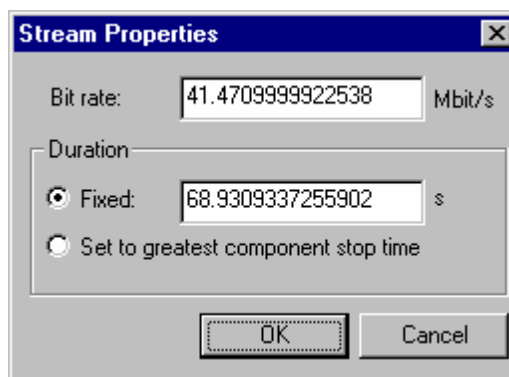 Stream Properties
Bit rate: 41.4709999922538 Mbit/s
Duration
Fixed: 68.9309337255902 s
Set to greatest component stop time
OK Cancel